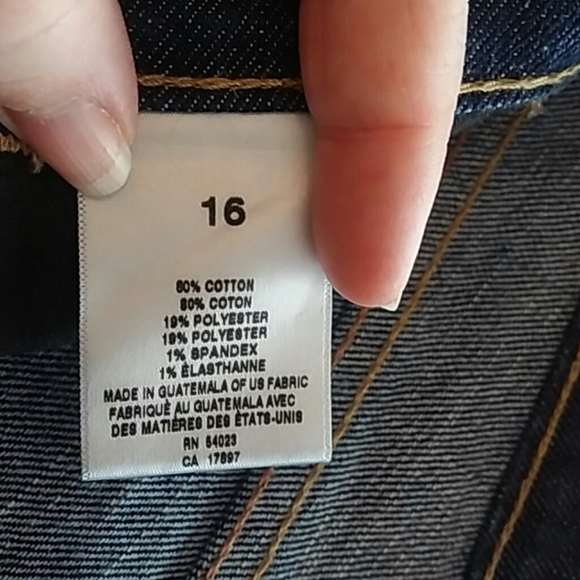 16
80% COTTON
80% COTON
19% POLYESTER
19% POLYESTER
1% SPANDEX
1% ÉLASTHANNE
MADE IN GUATEMALA OF US FABRIC
FABRIQUÉ AU GUATEMALA AVEC
DES MATIÈRES DES ÉTATS-UNIS
RN 54023
CA 17897